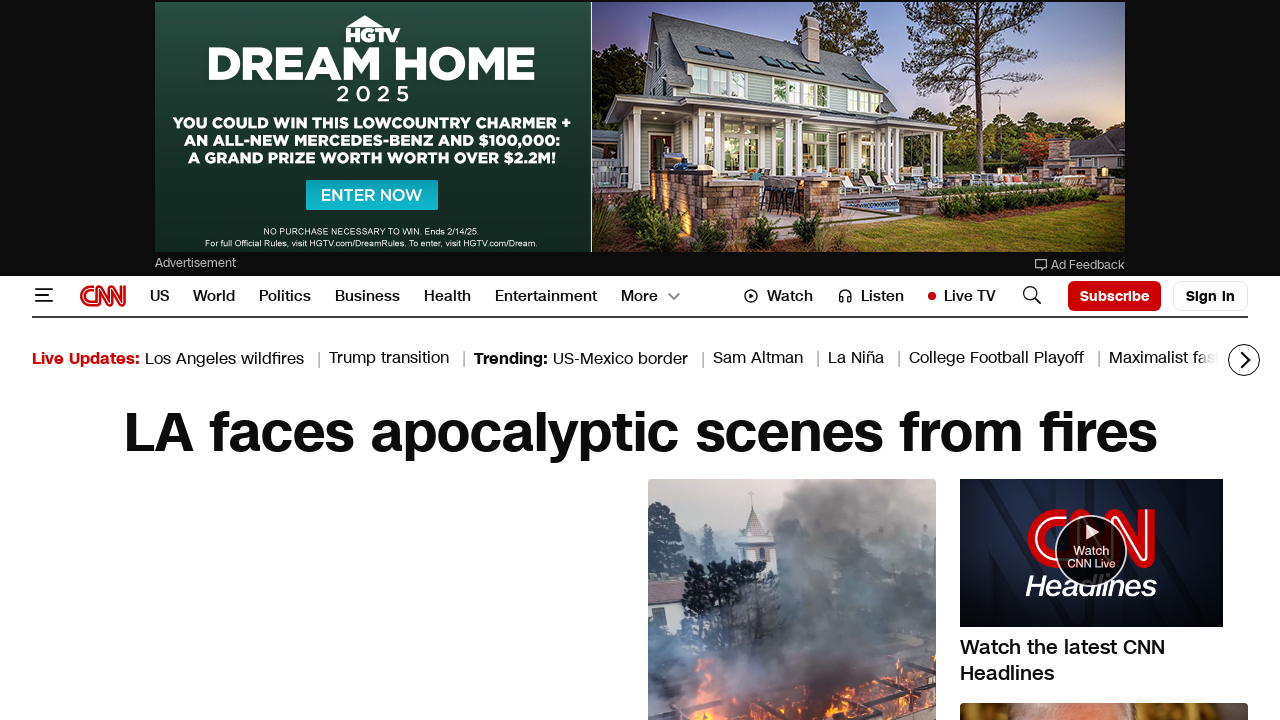 HGTV
DREAM HOME
2025
YOU COULD WIN THIS LOWCOUNTRY CHARMER +
AN ALL-NEW MERCEDES-BENZ AND $100,000:
A GRAND PRIZE WORTH WORTH OVER $2.2M!
ENTER NOW
NO PURCHASE NECESSARY TO WIN. Ends 2/14/25.
For full Official Rules, visit HGTV.com/DreamRules. To enter, visit HGTV.com/Dream.
Advertisement
Ad Feedback
CNN US World Politics Business Health Entertainment More Watch Listen Live TV Subscribe Sign in
Live Updates: Los Angeles wildfires | Trump transition | Trending: US-Mexico border | Sam Altman | La Niña | College Football Playoff | Maximalist fas
LA faces apocalyptic scenes from fires
CNN
Watch
CNN Live
Headlines
Watch the latest CNN
Headlines